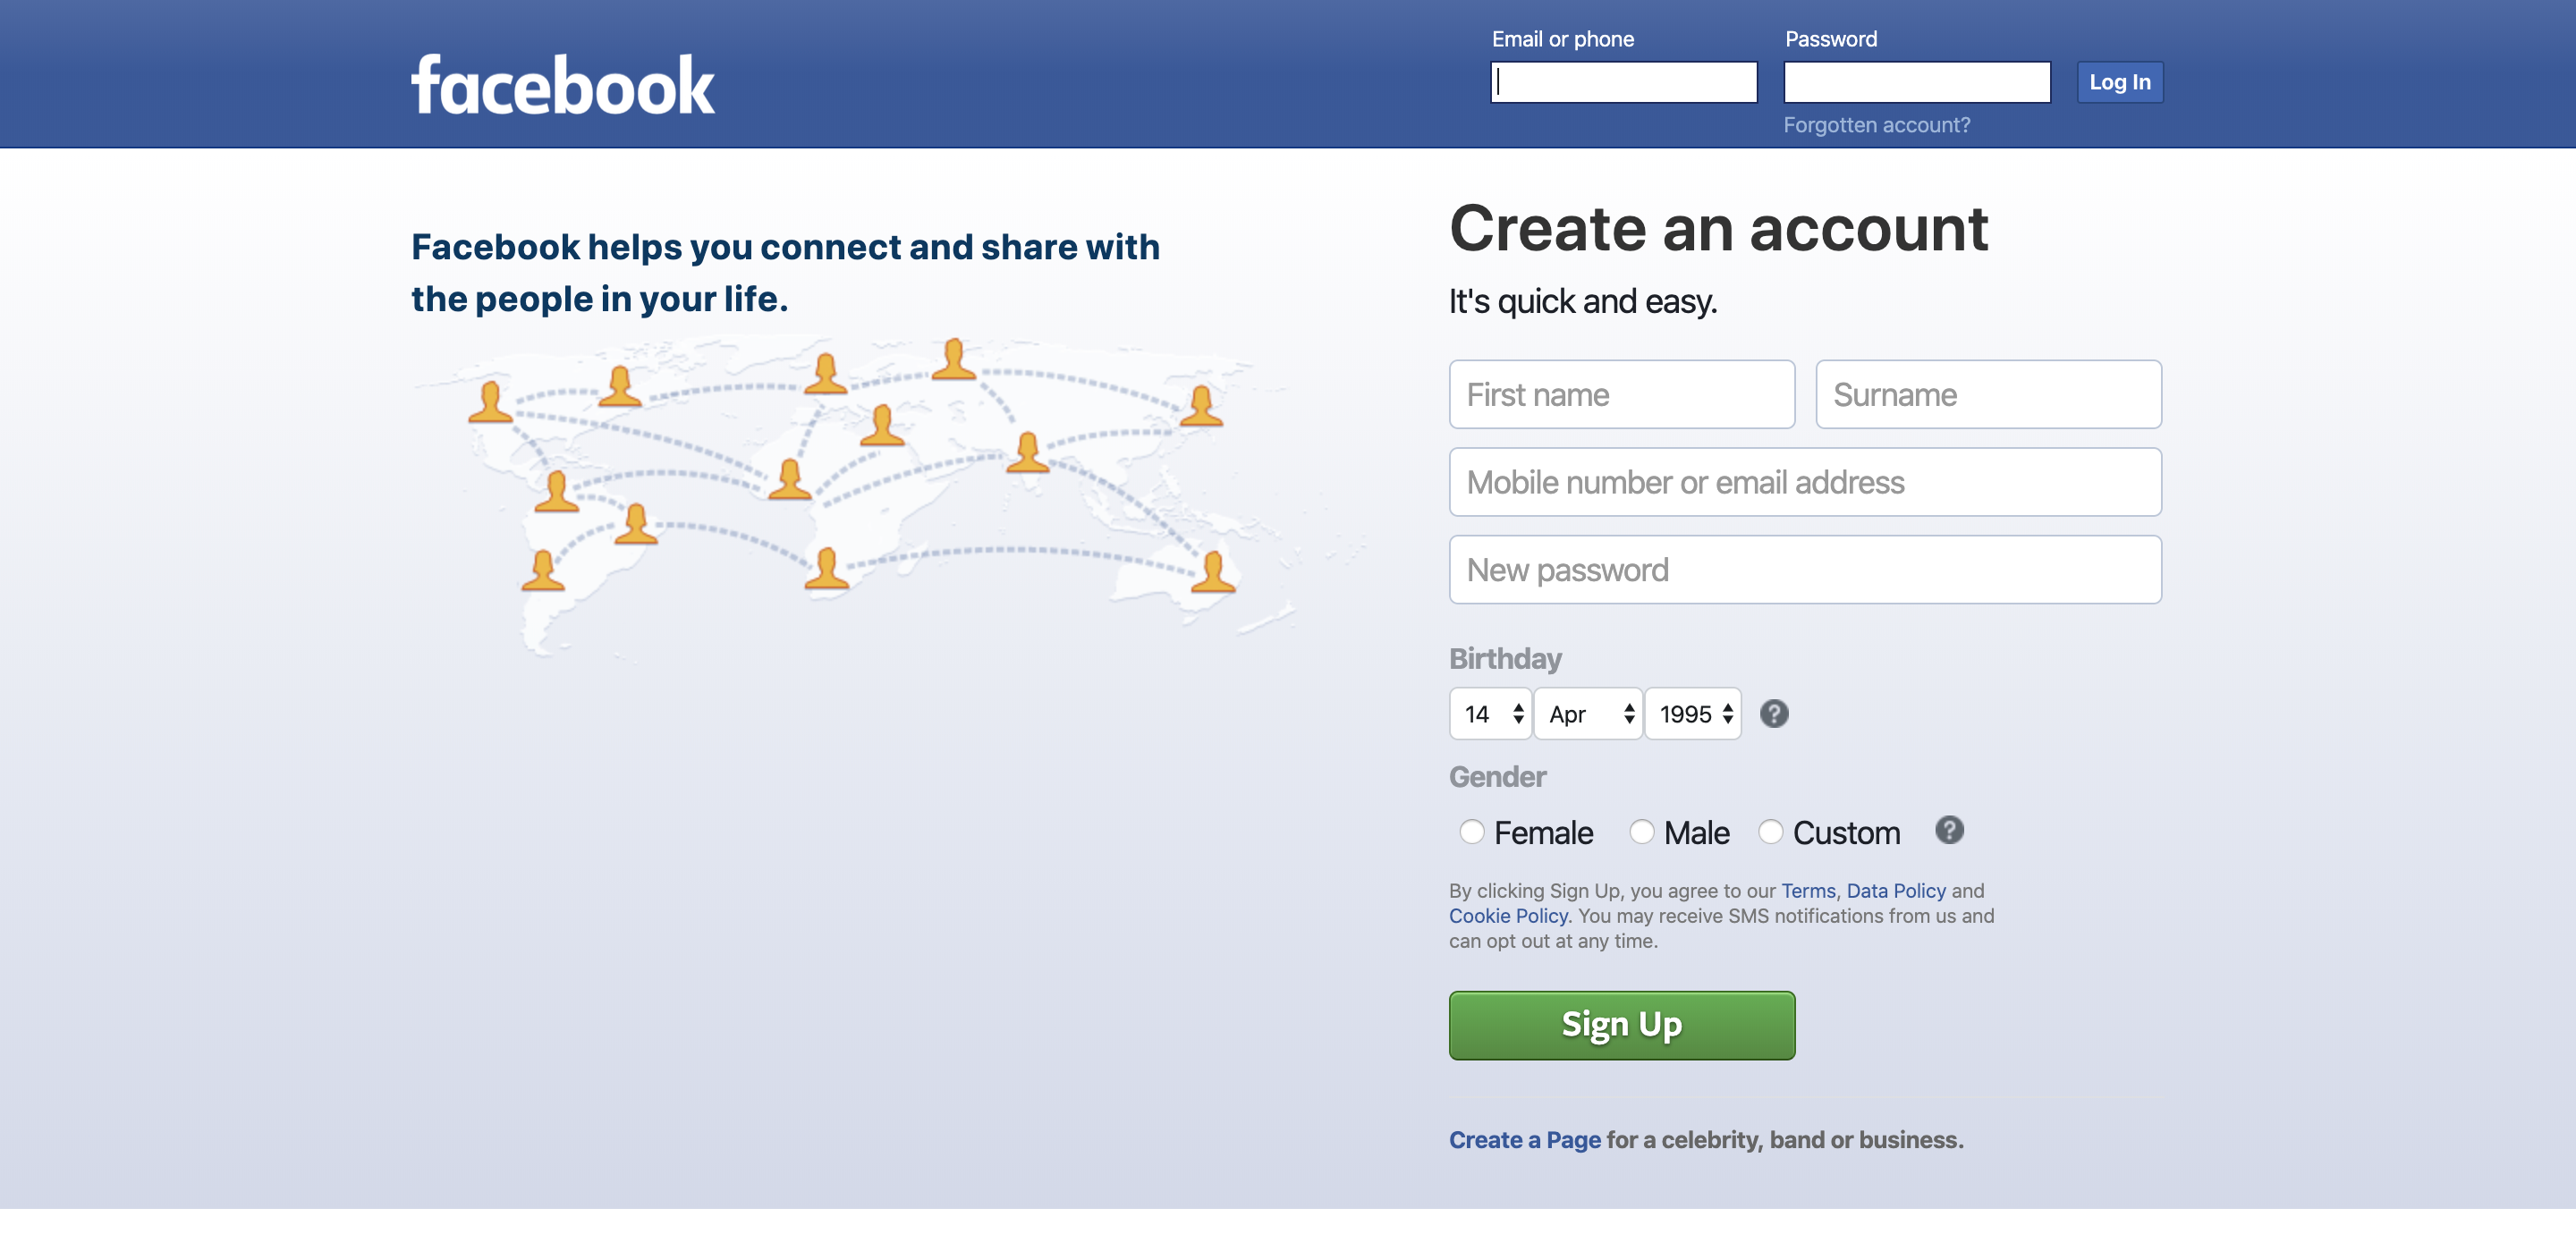 facebook
Email or phone
Password
Log In
Forgotten account?
Facebook helps you connect and share with
the people in your life.
Create an account
It's quick and easy.
First name
Surname
Mobile number or email address
New password
Birthday
14
Apr
1995
?
Gender
Female
Male
Custom
?
By clicking Sign Up, you agree to our Terms, Data Policy and
Cookie Policy. You may receive SMS notifications from us and
can opt out at any time.
Sign Up
Create a Page for a celebrity, band or business.